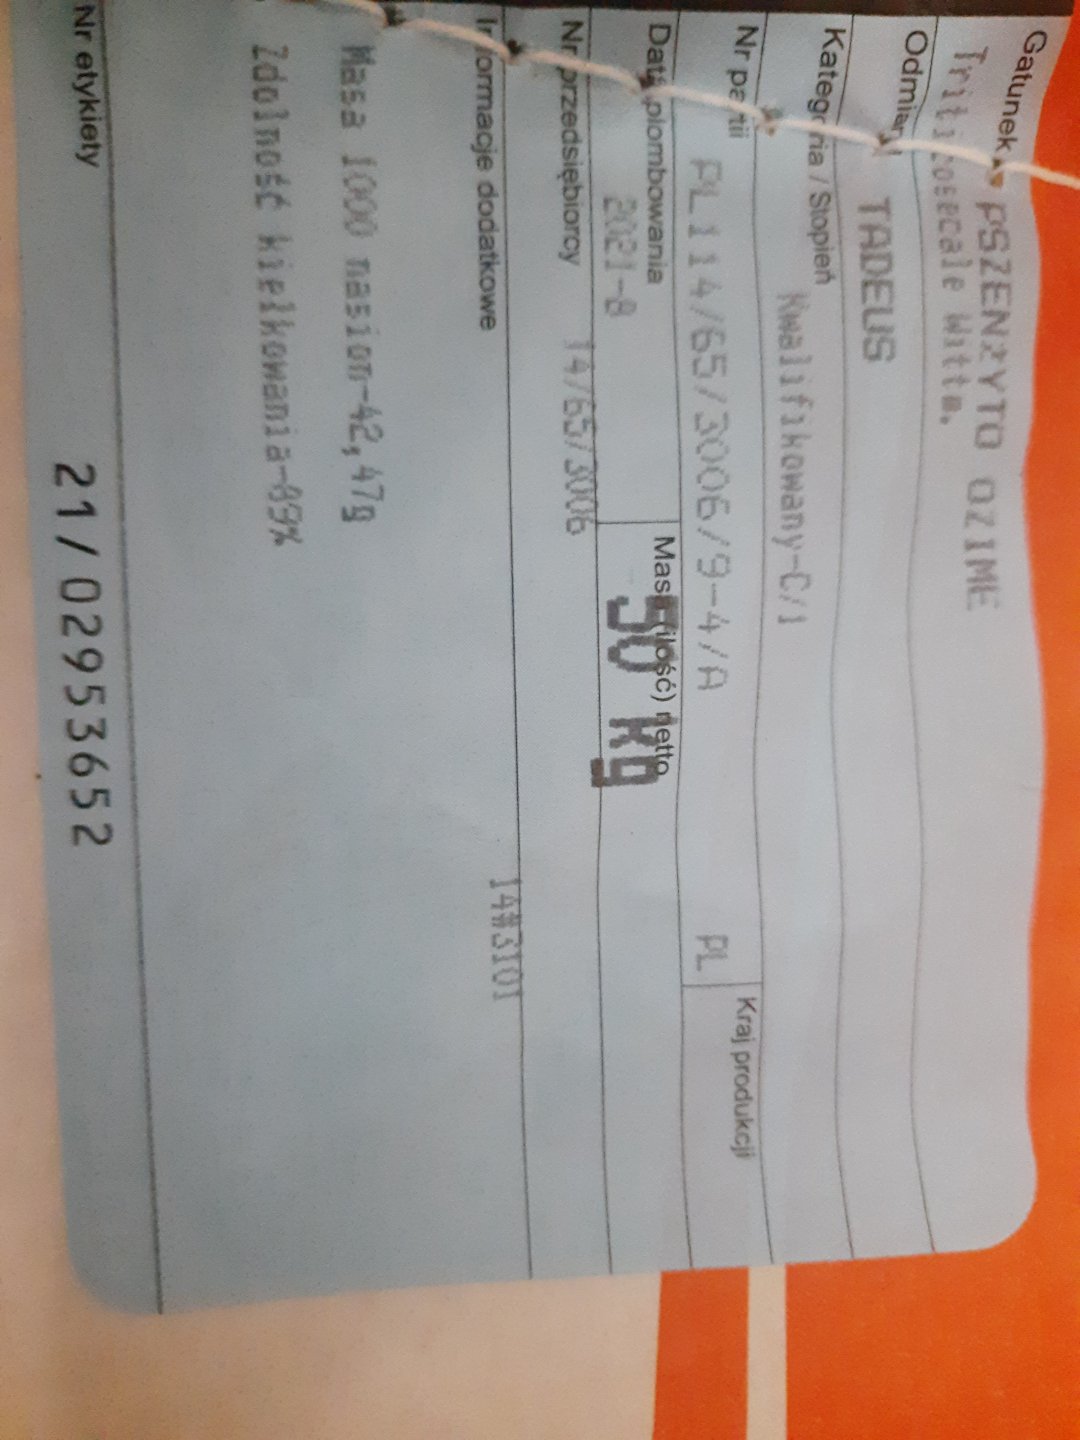 Gatunek PSZENŻYTO OZIME
Triticosecale Wittm.
Odmiana TADEUS
Kategoria / Stopień Kwalifikowany-C/1
Nr partii Kraj produkcji
PL114/65/3006/9-4/A PL
Data plombowania Masa (ilość) netto
2021-8 50 kg
Nr przedsiębiorcy 14/65/3006
14#3101
Informacje dodatkowe
Masa 1000 nasion-42,47g
Zdolność kiełkowania-89%
Nr etykiety 21/02953652